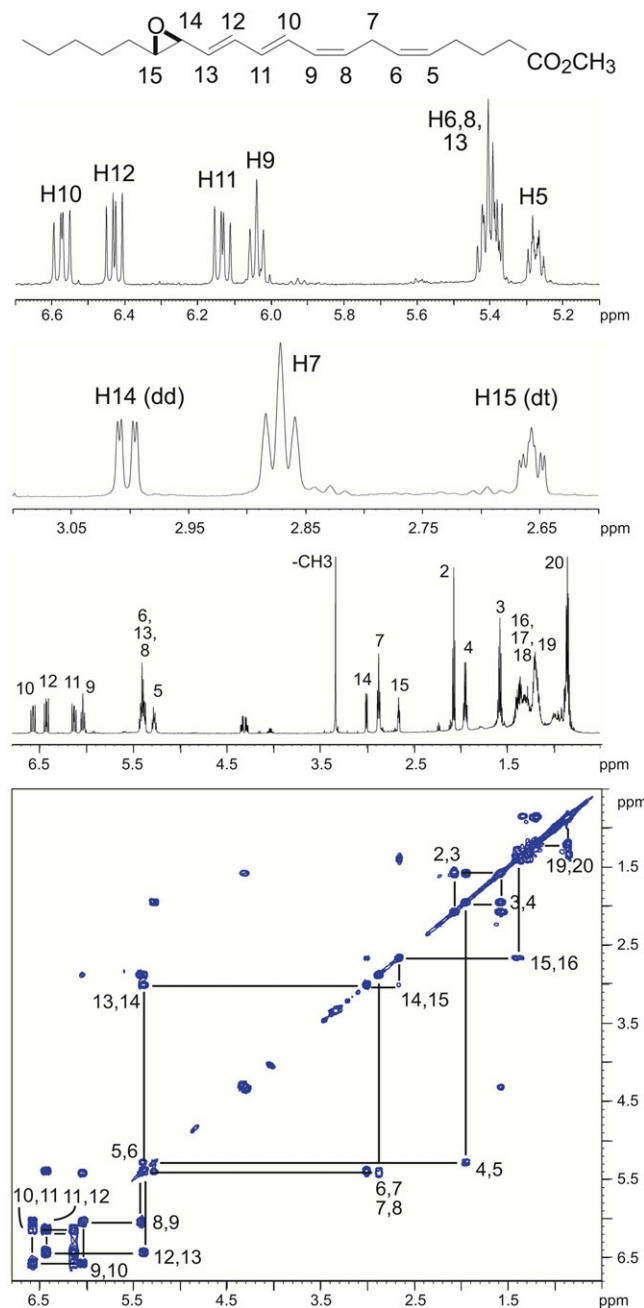 O 14 12 10 7
15 13 11 9 8 6 5 CO2CH3
H6,8,
13
H10 H12 H11 H9 H5
6.6 6.4 6.2 6.0 5.8 5.6 5.4 5.2 ppm
H14 (dd) H7 H15 (dt)
3.05 2.95 2.85 2.75 2.65 ppm
-CH3 2 20
6,
13,
8
3 16,
17,
18
19
10 12 11 9 5 14 7 15 4
6.5 5.5 4.5 3.5 2.5 1.5 ppm
ppm
2,3 19,20 1.5
3,4
15,16 2.5
13,14 14,15
3.5
4.5
5,6 4,5
6,7 5.5
7,8
10,11 11,12 8,9
12,13
9,10 6.5
6.5 5.5 4.5 3.5 2.5 1.5 ppm